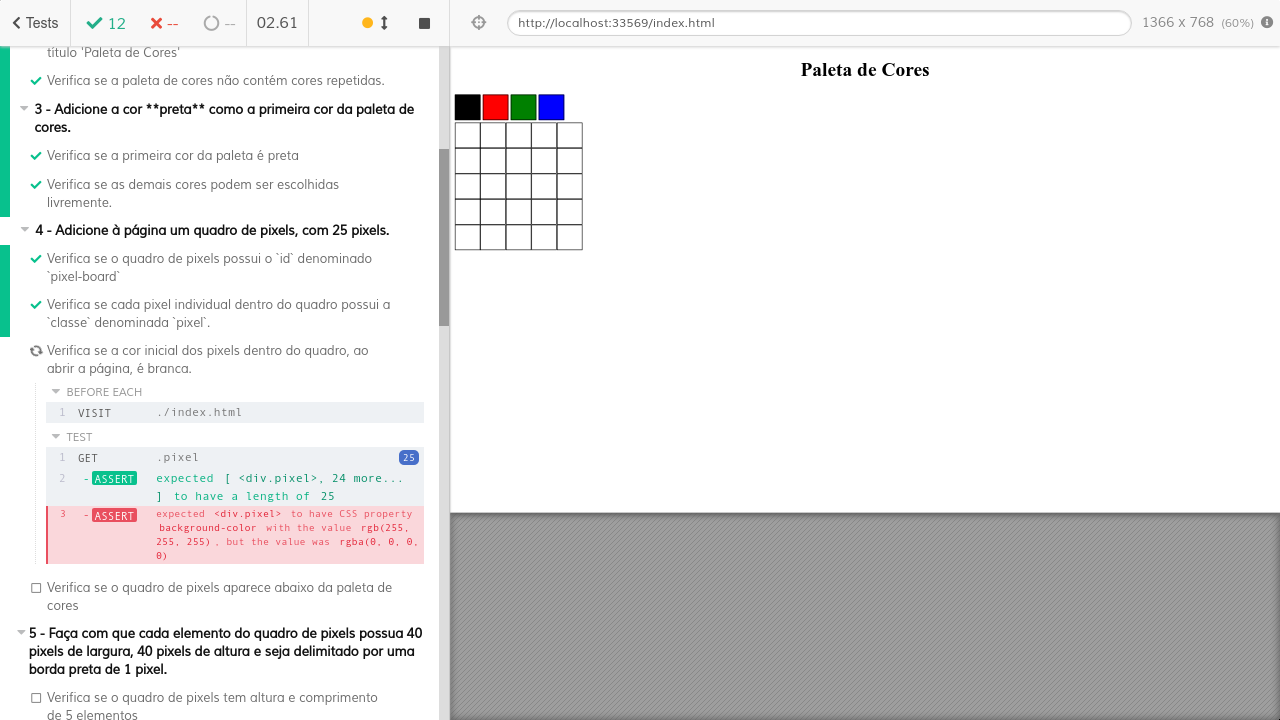 Tests
12
--
--
02.61
http://localhost:33569/index.html
1366 x 768 (60%)
título 'Paleta de Cores'
Verifica se a paleta de cores não contém cores repetidas.
3 - Adicione a cor **preta** como a primeira cor da paleta de
cores.
Verifica se a primeira cor da paleta é preta
Verifica se as demais cores podem ser escolhidas
livremente.
4 - Adicione à página um quadro de pixels, com 25 pixels.
Verifica se o quadro de pixels possui o `id` denominado
`pixel-board`
Verifica se cada pixel individual dentro do quadro possui a
`classe` denominada `pixel`.
Verifica se a cor inicial dos pixels dentro do quadro, ao
abrir a página, é branca.
BEFORE EACH
1 VISIT ./index.html
TEST
1 GET .pixel 25
2 -ASSERT expected [ <div.pixel>, 24 more...
] to have a length of 25
3 -ASSERT expected <div.pixel> to have CSS property
background-color with the value rgb(255,
255, 255), but the value was rgba(0, 0, 0,
0)
Verifica se o quadro de pixels aparece abaixo da paleta de
cores
5 - Faça com que cada elemento do quadro de pixels possua 40
pixels de largura, 40 pixels de altura e seja delimitado por uma
borda preta de 1 pixel.
Verifica se o quadro de pixels tem altura e comprimento
de 5 elementos
Paleta de Cores